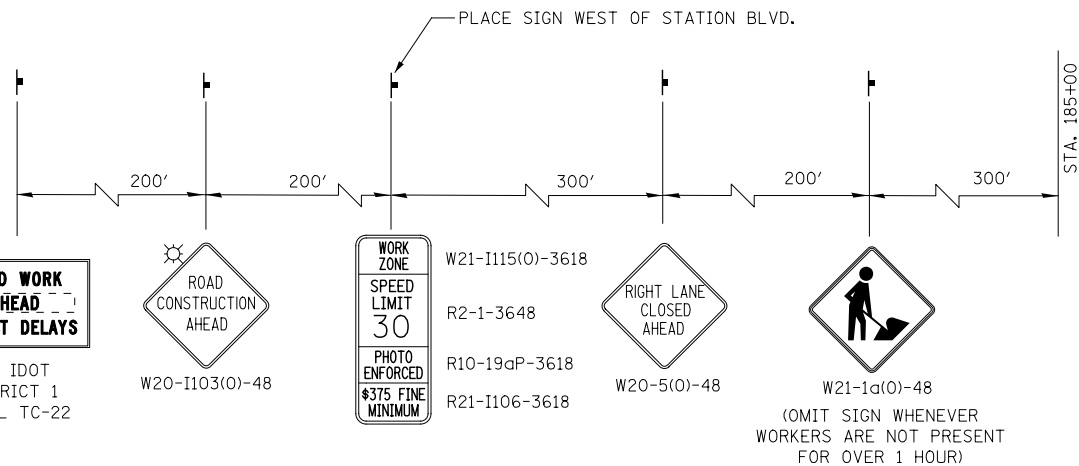 PLACE SIGN WEST OF STATION BLVD.
STA. 185+00
200'
200'
300'
200'
300'
D WORK
HEAD
T DELAYS
IDOT
RICT 1
L TC-22
ROAD
CONSTRUCTION
AHEAD
W20-I103(O)-48
WORK
ZONE
SPEED
LIMIT
30
PHOTO
ENFORCED
$375 FINE
MINIMUM
W21-I115(O)-3618
R2-1-3648
R10-19aP-3618
R21-I106-3618
RIGHT LANE
CLOSED
AHEAD
W20-5(O)-48
W21-1a(O)-48
(OMIT SIGN WHENEVER
WORKERS ARE NOT PRESENT
FOR OVER 1 HOUR)